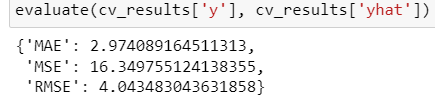 evaluate(cv_results['y'], cv_results['yhat'])
{'MAE': 2.974089164511313,
'MSE': 16.349755124138355,
'RMSE': 4.043483043631858}